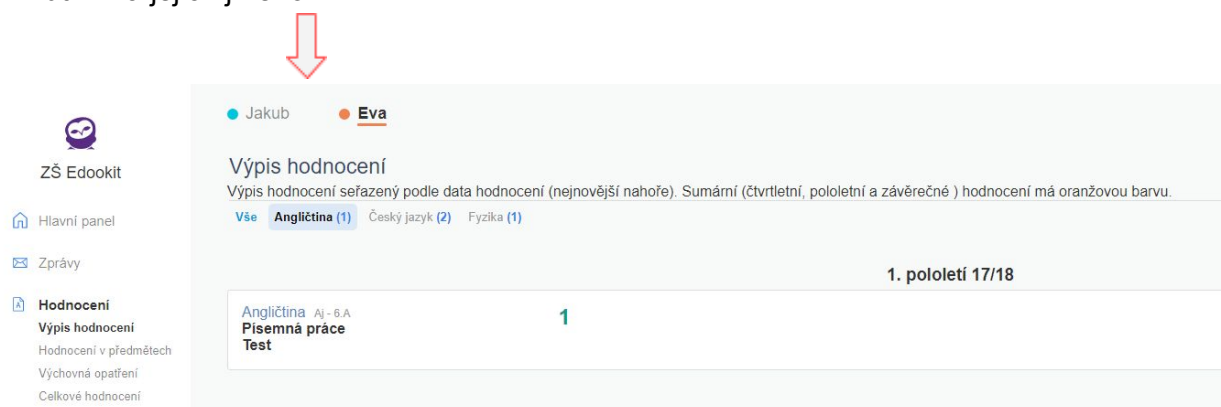 Jakub Eva
ZŠ Edookit
Výpis hodnocení
Výpis hodnocení seřazený podle data hodnocení (nejnovější nahoře). Sumární (čtvrtletní, pololetní a závěrečné ) hodnocení má oranžovou barvu.
Vše Angličtina (1) Český jazyk (2) Fyzika (1)
Hlavní panel
Zprávy
Hodnocení
Výpis hodnocení
Hodnocení v předmětech
Výchovná opatření
Celkové hodnocení
1. pololetí 17/18
Angličtina Aj - 6.A 1
Písemná práce
Test